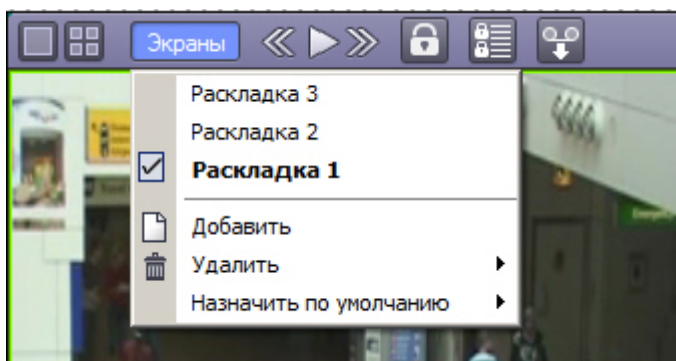 Экраны
Раскладка 3
Раскладка 2
Раскладка 1
Добавить
Удалить
Назначить по умолчанию